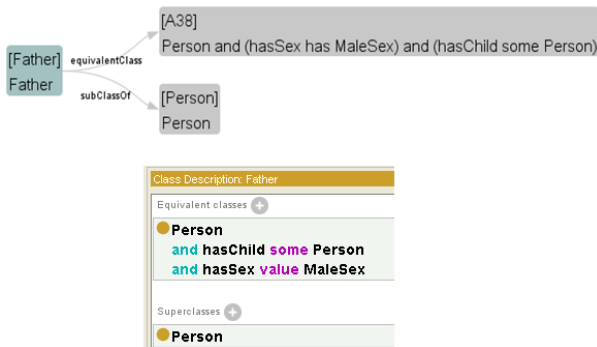 [A38]
Person and (hasSex has MaleSex) and (hasChild some Person)
[Father]
Father
equivalentClass
subClassOf
[Person]
Person
Class Description: Father
Equivalent classes +
Person
and hasChild some Person
and hasSex value MaleSex
Superclasses +
Person